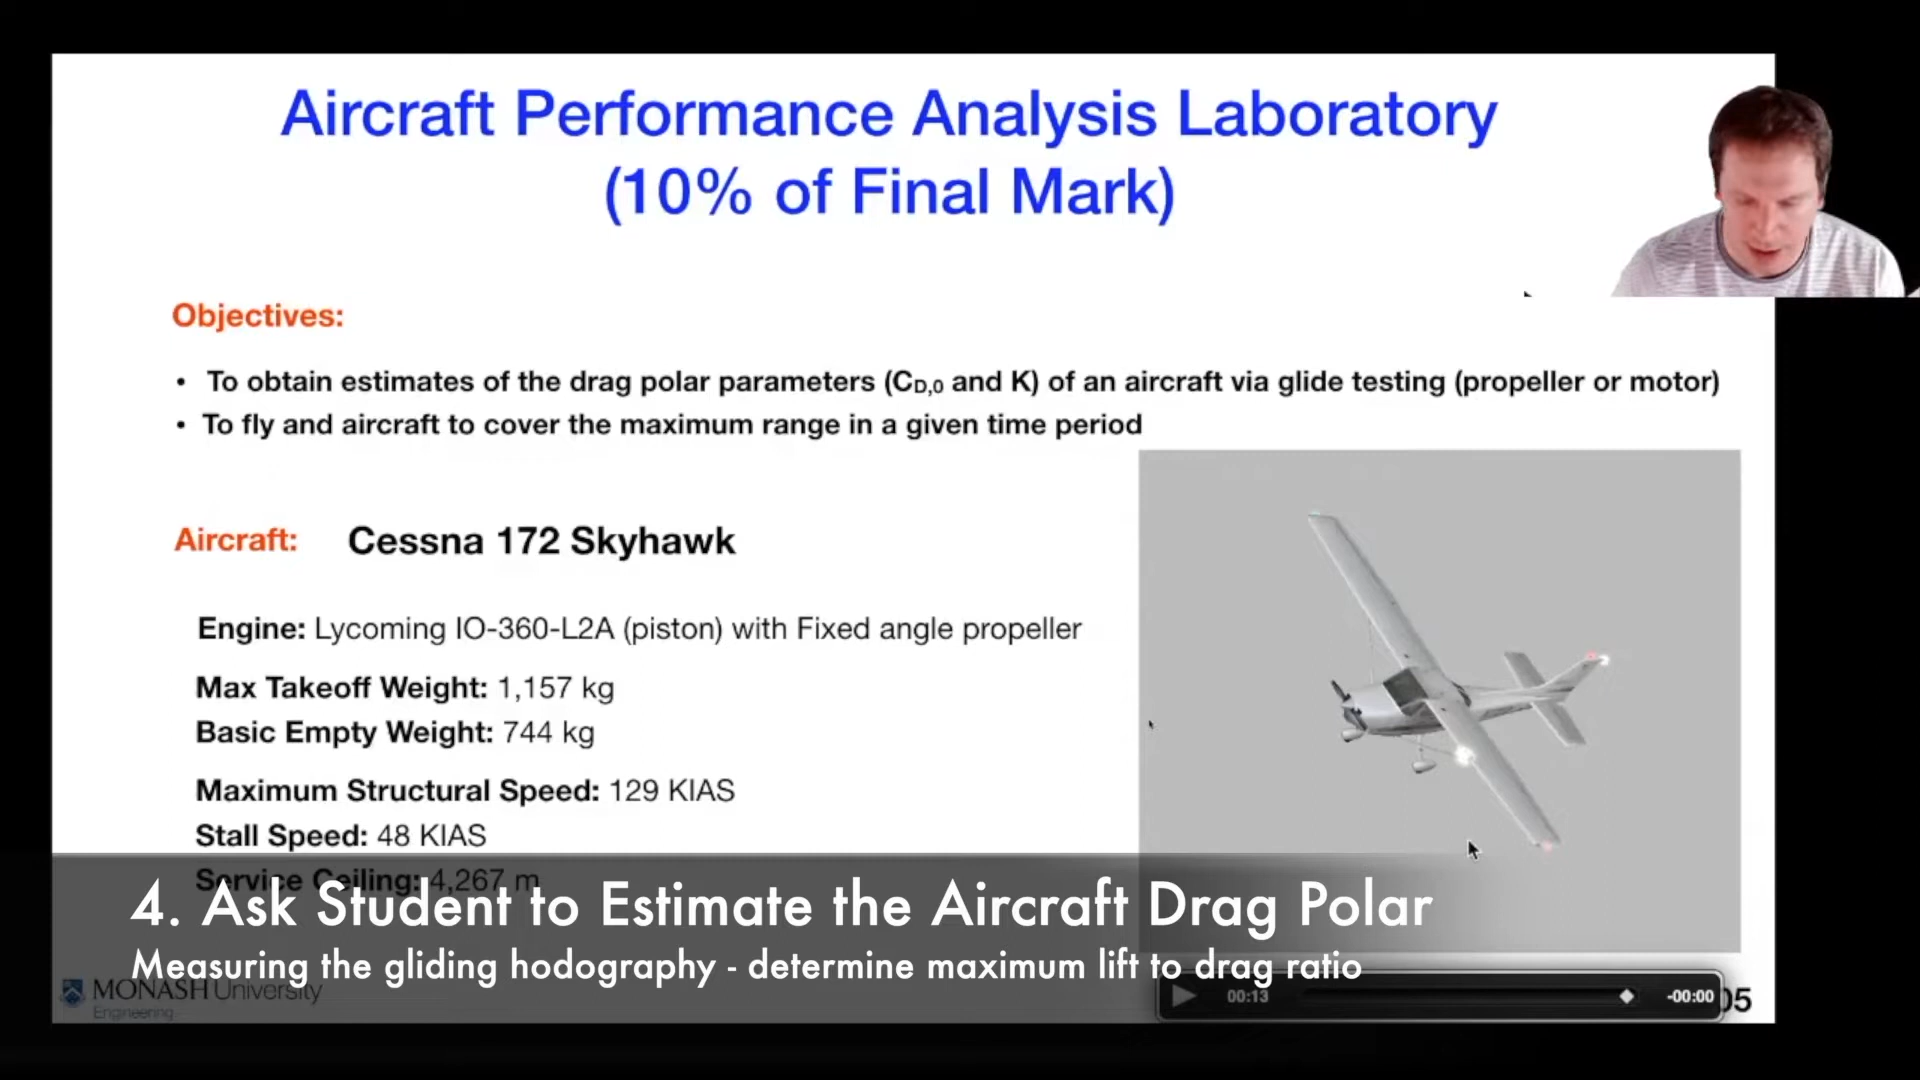 Aircraft Performance Analysis Laboratory
(10% of Final Mark)
Objectives:
• To obtain estimates of the drag polar parameters (CD,0 and K) of an aircraft via glide testing (propeller or motor)
• To fly and aircraft to cover the maximum range in a given time period
Aircraft: Cessna 172 Skyhawk
Engine: Lycoming IO-360-L2A (piston) with Fixed angle propeller
Max Takeoff Weight: 1,157 kg
Basic Empty Weight: 744 kg
Maximum Structural Speed: 129 KIAS
Stall Speed: 48 KIAS
Service Ceiling: 4,267 m
4. Ask Student to Estimate the Aircraft Drag Polar
Measuring the gliding hodography - determine maximum lift to drag ratio
MONASH University
Engineering
00:13 -00:00
05